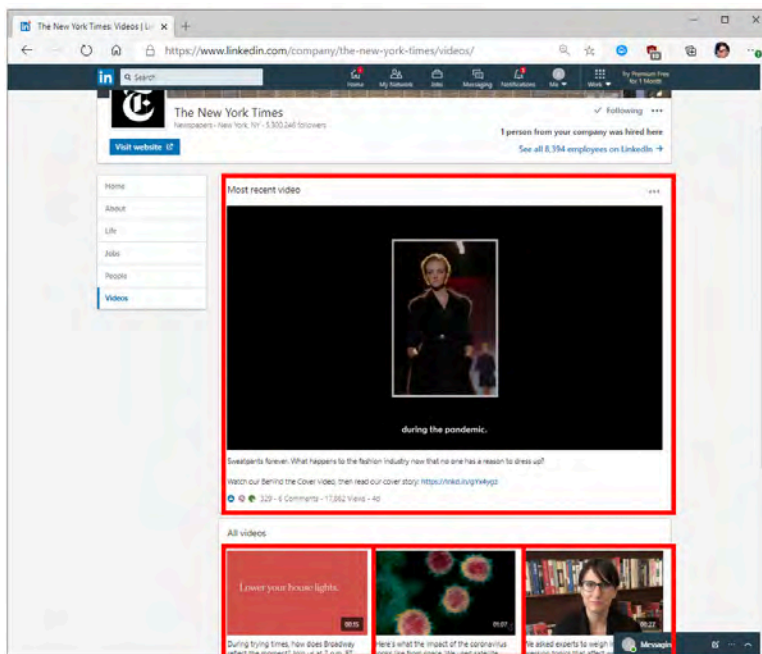 The New York Times: Videos | Li
https://www.linkedin.com/company/the-new-york-times/videos/
in
Search
Home
My Network
Jobs
Messaging
Notifications
Me
Work
Try Premium Free
for 1 Month
The New York Times
Newspapers · New York, NY · 5,300,246 followers
Visit website
Following
1 person from your company was hired here
See all 8,394 employees on LinkedIn →
Home
About
Life
Jobs
People
Videos
Most recent video
during the pandemic.
Sweatpants forever. What happens to the fashion industry now that no one has a reason to dress up?
Watch our Behind the Cover video, then read our cover story:
329 · 6 Comments · 17,862 Views · 4d
All videos
Lower your house lights.
00:15
01:07
00:27
During trying times, how does Broadway
Here's what the impact of the coronavirus
We asked experts to weigh i
Messaging